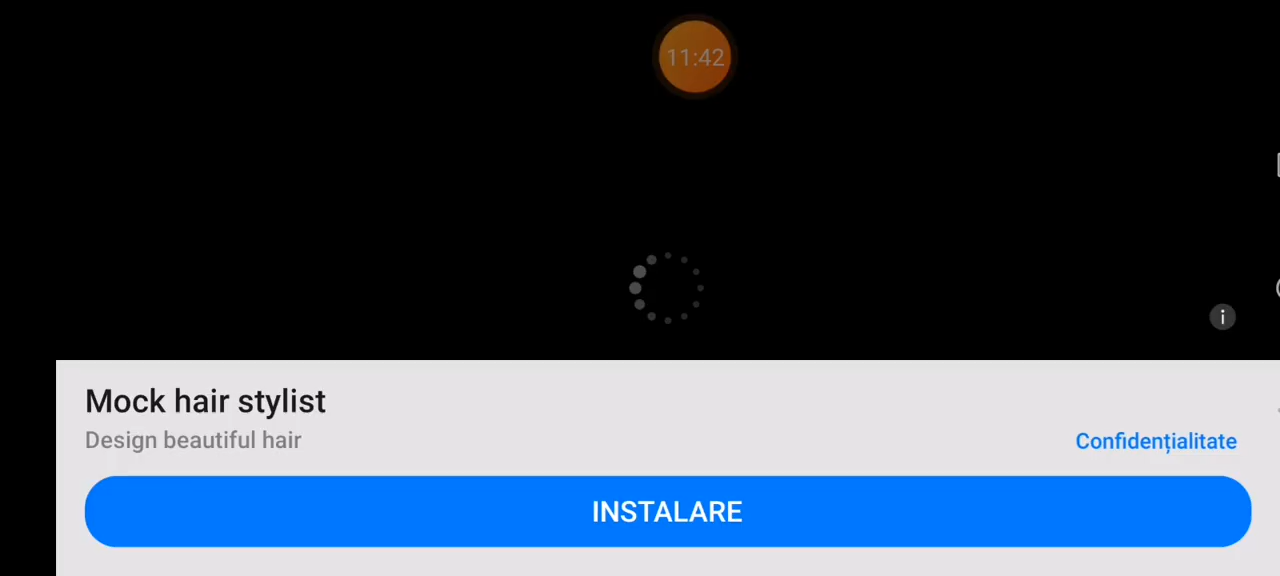 11:42
Mock hair stylist
Design beautiful hair
Confidențialitate
INSTALARE